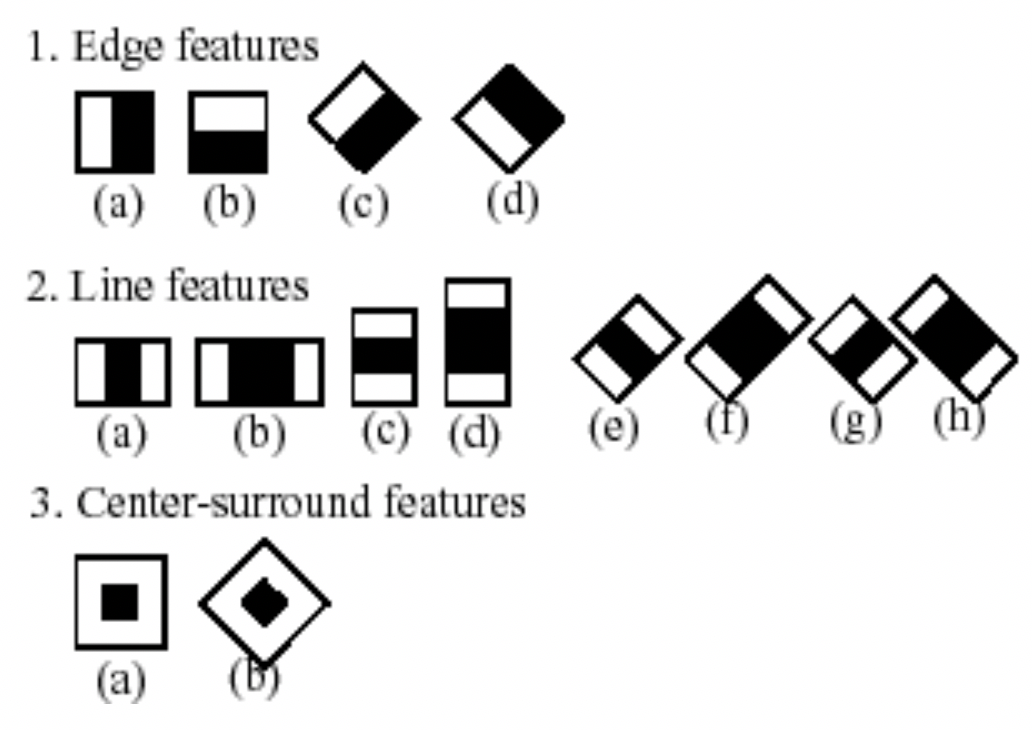 1. Edge features
(a) (b) (c) (d)
2. Line features
(a) (b) (c) (d) (e) (f) (g) (h)
3. Center-surround features
(a) (b)